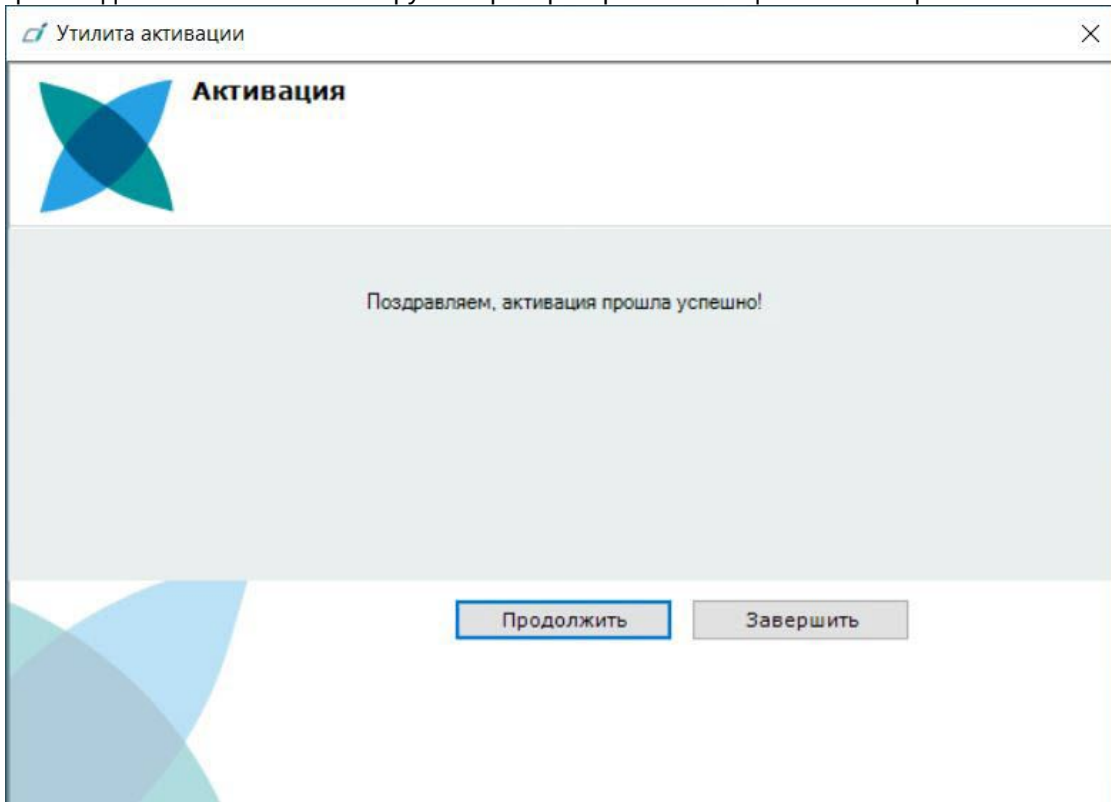 Утилита активации
Активация
Поздравляем, активация прошла успешно!
Продолжить
Завершить